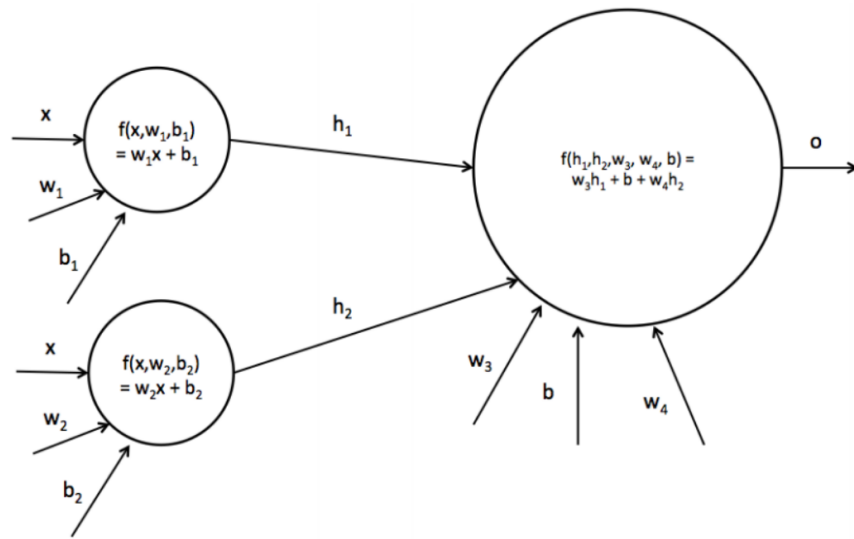 x
f(x,w₁,b₁)
= w₁x + b₁
w₁
b₁
h₁
x
f(x,w₂,b₂)
= w₂x + b₂
w₂
b₂
h₂
f(h₁,h₂,w₃, w₄, b) =
w₃h₁ + b + w₄h₂
w₃
b
w₄
o